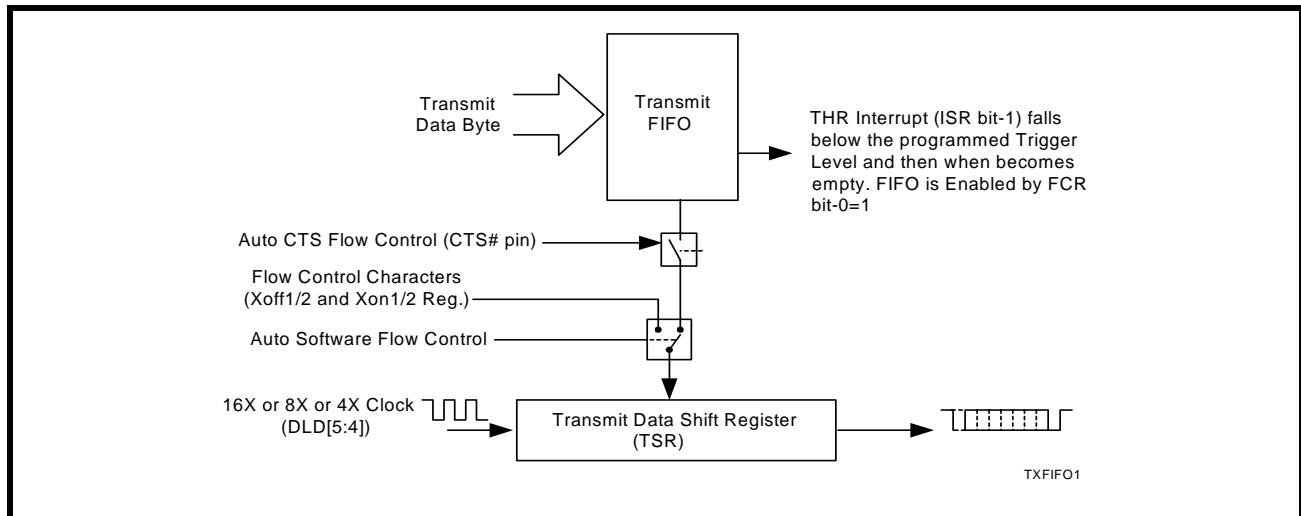 Transmit
Data Byte
Transmit
FIFO
THR Interrupt (ISR bit-1) falls
below the programmed Trigger
Level and then when becomes
empty. FIFO is Enabled by FCR
bit-0=1
Auto CTS Flow Control (CTS# pin)
Flow Control Characters
(Xoff1/2 and Xon1/2 Reg.)
Auto Software Flow Control
16X or 8X or 4X Clock
(DLD[5:4])
Transmit Data Shift Register
(TSR)
TXFIFO1